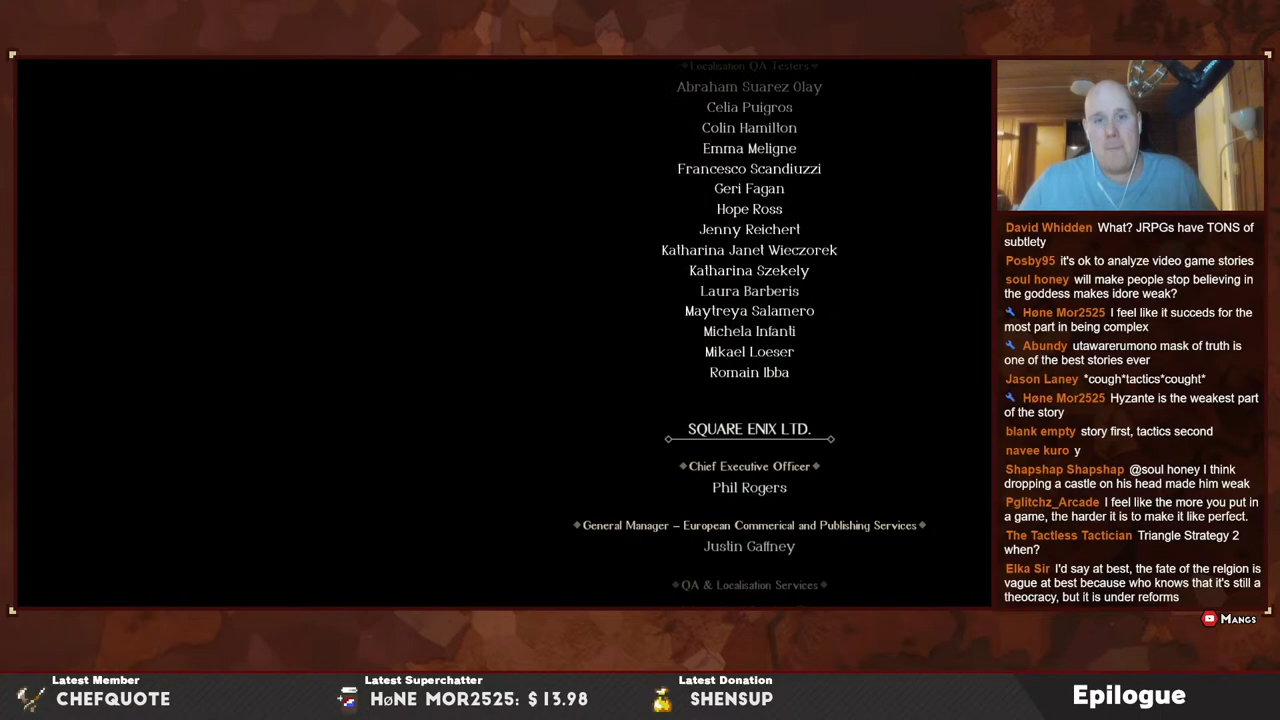 Localisation QA Testers
Abraham Suarez Olay
Celia Puigros
Colin Hamilton
Emma Meligne
Francesco Scandiuzzi
Geri Fagan
Hope Ross
Jenny Reichert
Katharina Janet Wieczorek
Katharina Szekely
Laura Barberis
Maytreya Salamero
Michela Infanti
Mikael Loeser
Romain Ibba
SQUARE ENIX LTD.
Chief Executive Officer
Phil Rogers
General Manager – European Commerical and Publishing Services
Justin Gaffney
QA & Localisation Services
David Whidden What? JRPGs have TONS of
subtlety
Posby95 it's ok to analyze video game stories
soul honey will make people stop believing in
the goddess makes idore weak?
Høne Mor2525 I feel like it succeds for the
most part in being complex
Abundy utawarerumono mask of truth is
one of the best stories ever
Jason Laney *cough*tactics*cought*
Høne Mor2525 Hyzante is the weakest part
of the story
blank empty story first, tactics second
navee kuro y
Shapshap Shapshap @soul honey I think
dropping a castle on his head made him weak
Pglitchz_Arcade I feel like the more you put in
a game, the harder it is to make it like perfect.
The Tactless Tactician Triangle Strategy 2
when?
Elka Sir I'd say at best, the fate of the relgion is
vague at best because who knows that it's still a
theocracy, but it is under reforms
Mangs
Latest Member
CHEFQUOTE
Latest Superchatter
HØNE MOR2525: $13.98
Latest Donation
SHENSUP
Epilogue